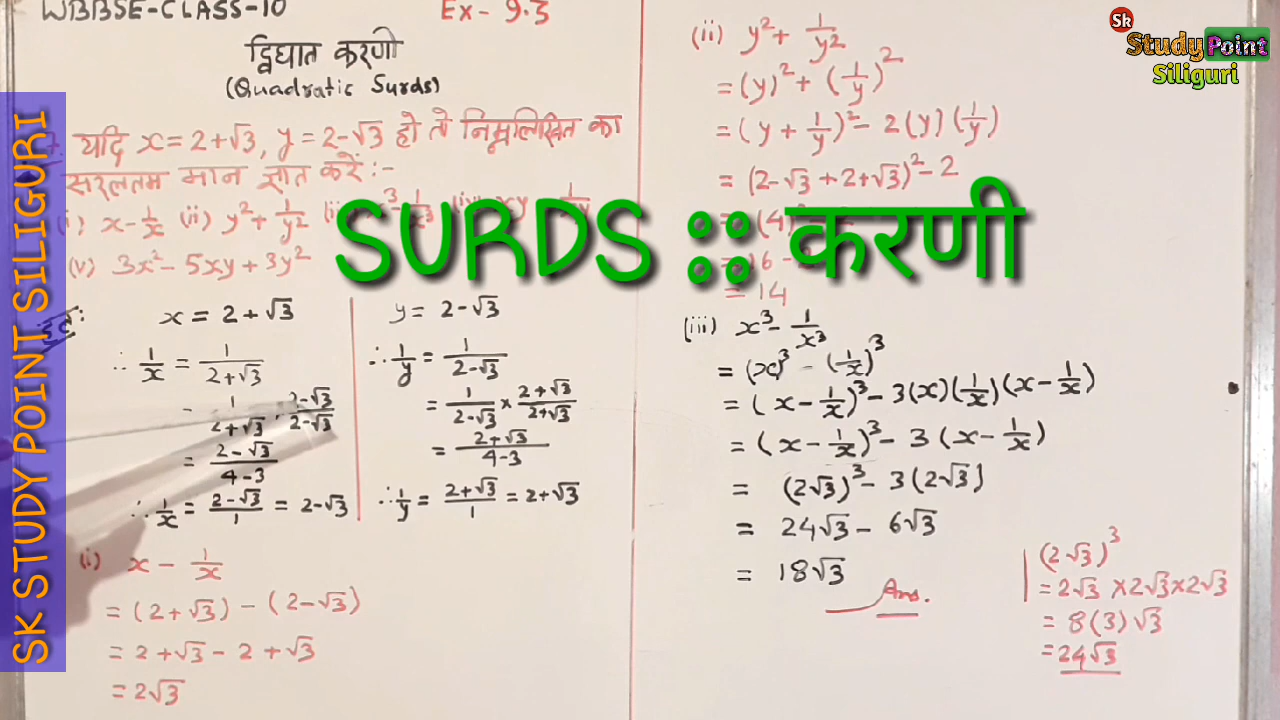 WBBSE-CLASS-10
Ex- 9.3
द्विघात करणी
(Quadratic Surds)
यदि x=2+√3, y=2-√3 हो तो निम्नलिखित का
सरलतम मान ज्ञात करें:-
(i) x-1/x (ii) y²+1/y²
(v) 3x²-5xy+3y²
x = 2+√3
∴ 1/x = 1/(2+√3)
= (2-√3)/(4-3)
∴ 1/x = (2-√3)/1 = 2-√3
y = 2-√3
∴ 1/y = 1/(2-√3)
= 1/(2-√3) × (2+√3)/(2+√3)
= (2+√3)/(4-3)
∴ 1/y = (2+√3)/1 = 2+√3
(i) x - 1/x
= (2+√3) - (2-√3)
= 2+√3 - 2 +√3
= 2√3
(ii) y² + 1/y²
= (y)² + (1/y)²
= (y + 1/y)² - 2(y)(1/y)
= (2-√3 + 2+√3)² - 2
= (4)
= 16 -
= 14
(iii) x³ - 1/x³
= (x)³ - (1/x)³
= (x - 1/x)³ - 3(x)(1/x)(x - 1/x)
= (x - 1/x)³ - 3(x - 1/x)
= (2√3)³ - 3(2√3)
= 24√3 - 6√3
= 18√3
Ans.
(2√3)³
= 2√3 × 2√3 × 2√3
= 8(3)√3
= 24√3
SURDS :: करणी
SK STUDY POINT SILIGURI
Sk
Study Point
Siliguri